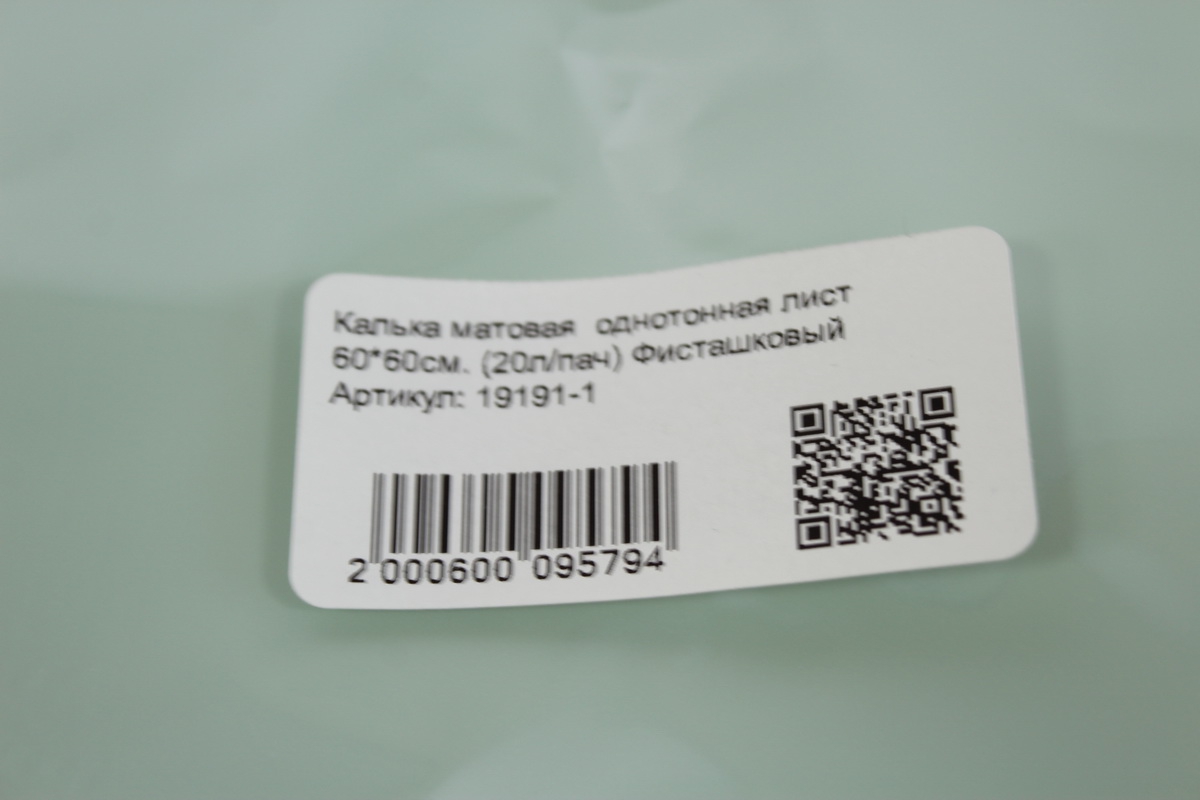 Калька матовая однотонная лист
60*60см. (20л/пач) Фисташковый
Артикул: 19191-1
2 000600 095794